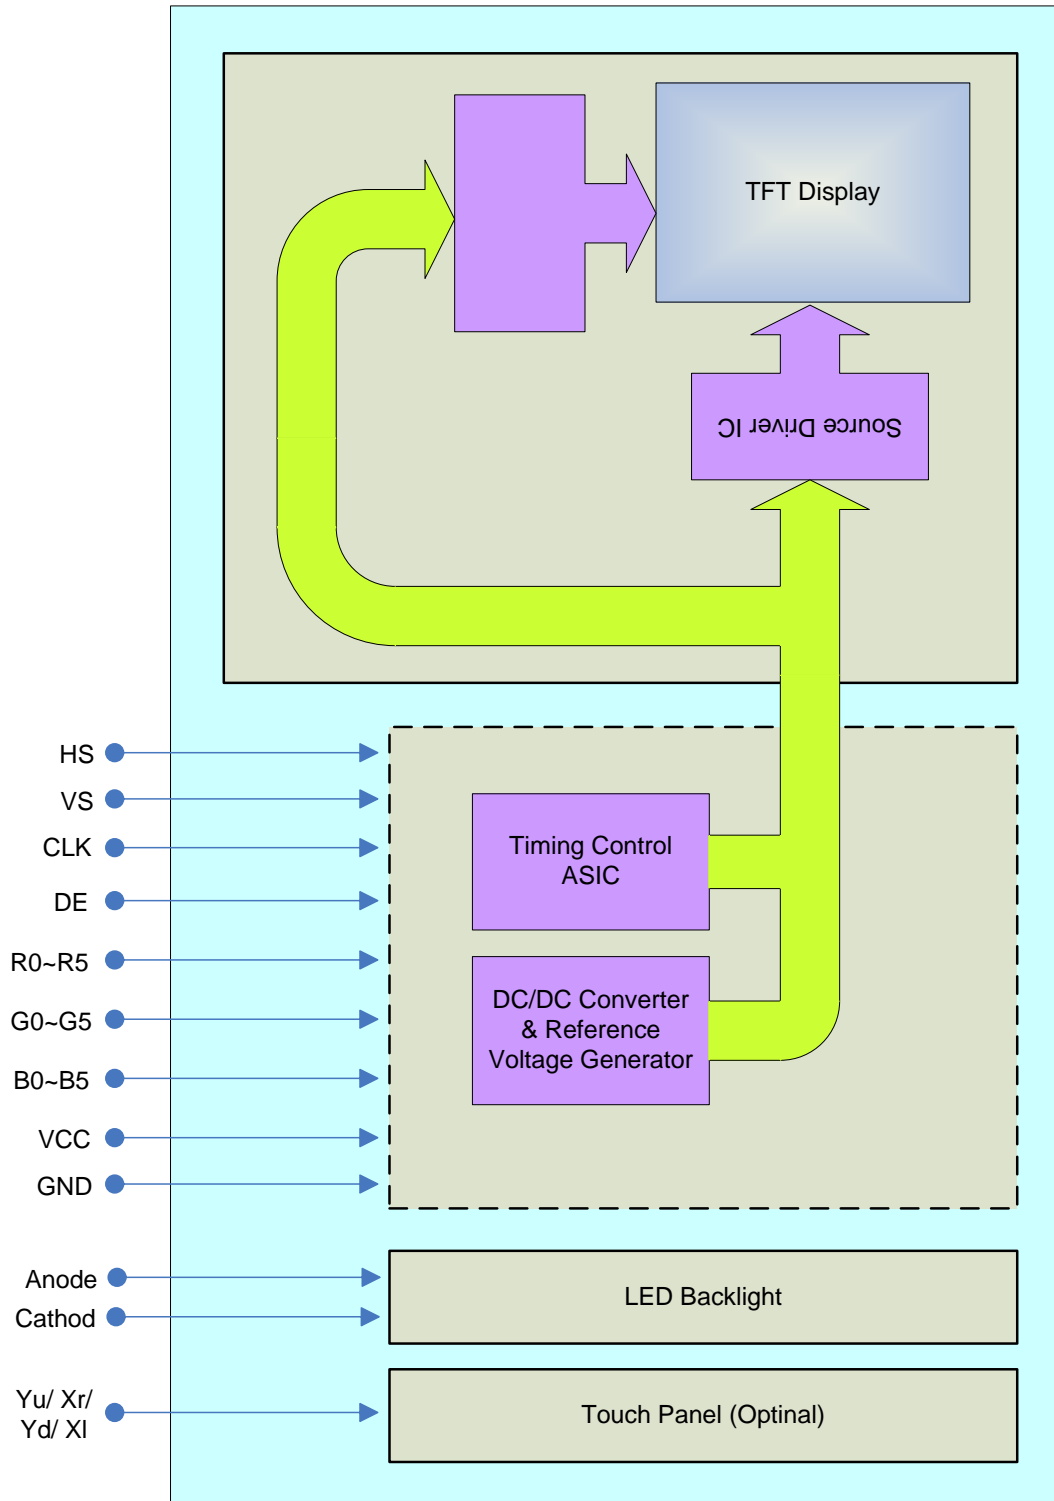 TFT Display
Source Driver IC
HS
VS
CLK
DE
R0~R5
G0~G5
B0~B5
VCC
GND
Timing Control
ASIC
DC/DC Converter
& Reference
Voltage Generator
Anode
Cathod
LED Backlight
Yu/ Xr/
Yd/ Xl
Touch Panel (Optinal)